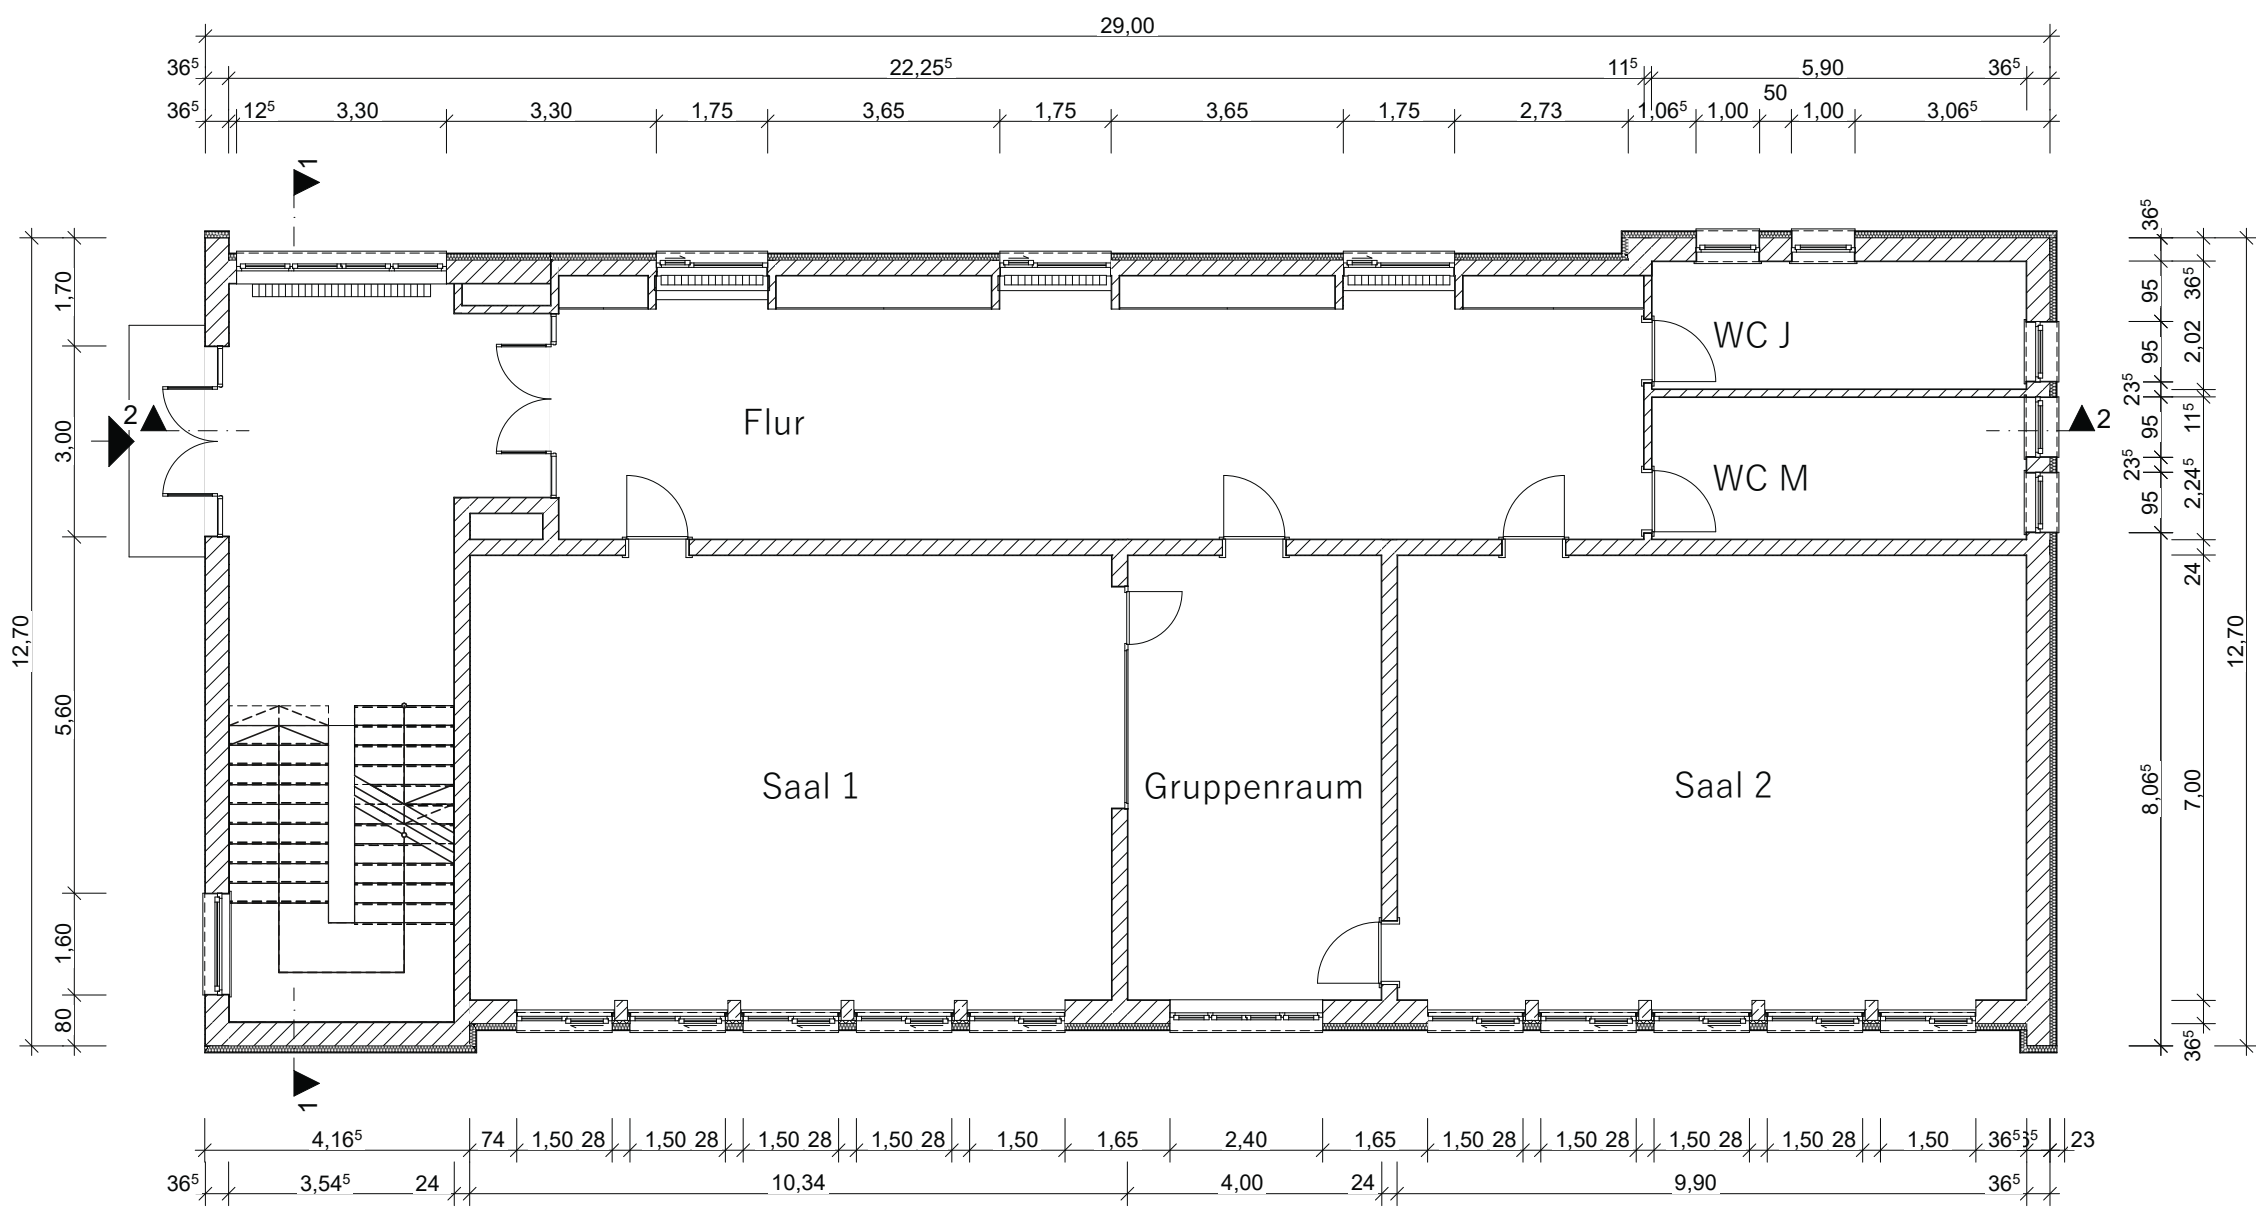 29,00
36⁵ 22,25⁵ 11⁵ 5,90 36⁵
50
36⁵ 12⁵ 3,30 3,30 1,75 3,65 1,75 3,65 1,75 2,73 1,06⁵ 1,00 1,00 3,06⁵
1
12,70
1,70
3,00
5,60
1,60
80
2
Flur
WC J
WC M
2
Saal 1
Gruppenraum
Saal 2
36⁵
95
95
23⁵
95
23⁵
95
8,06⁵
36⁵
2,02
11⁵
2,24⁵
24
7,00
36⁵
12,70
1
4,16⁵ 74 1,50 28 1,50 28 1,50 28 1,50 28 1,50 1,65 2,40 1,65 1,50 28 1,50 28 1,50 28 1,50 28 1,50 36⁵ 23
36⁵ 3,54⁵ 24 10,34 4,00 24 9,90 36⁵